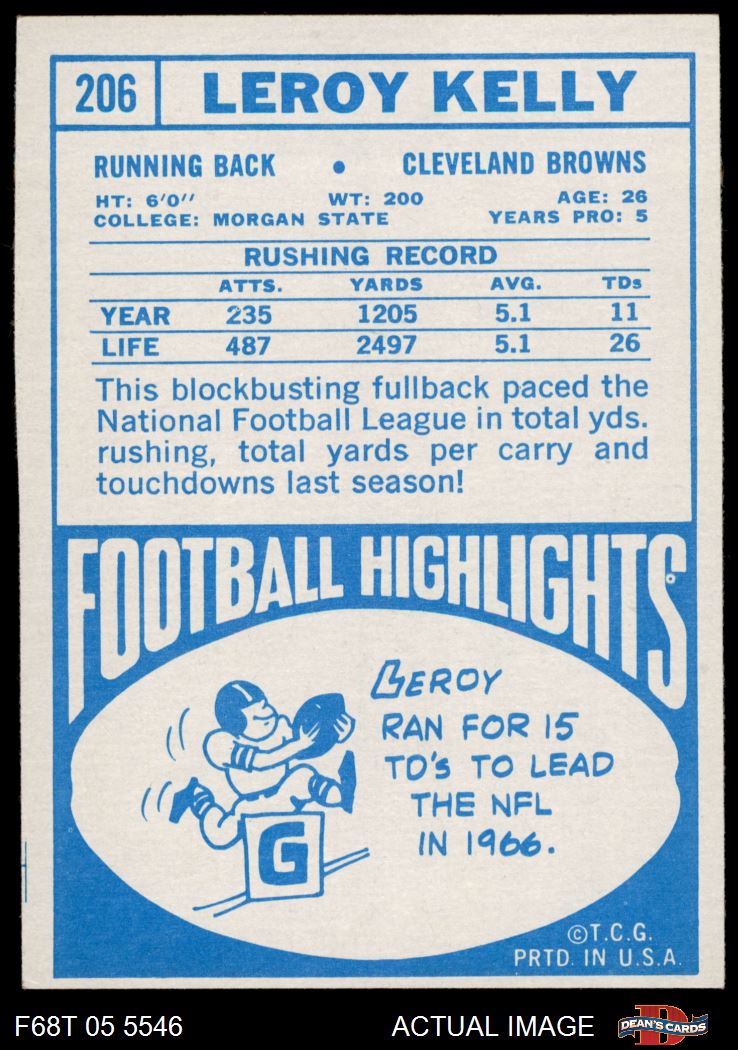 206 LEROY KELLY
RUNNING BACK • CLEVELAND BROWNS
HT: 6'0" WT: 200 AGE: 26
COLLEGE: MORGAN STATE YEARS PRO: 5
RUSHING RECORD
ATTS. YARDS AVG. TDs
YEAR 235 1205 5.1 11
LIFE 487 2497 5.1 26
This blockbusting fullback paced the
National Football League in total yds.
rushing, total yards per carry and
touchdowns last season!
FOOTBALL HIGHLIGHTS
LEROY
RAN FOR 15
TD'S TO LEAD
THE NFL
IN 1966.
G
©T.C.G.
PRTD. IN U.S.A.
F68T 05 5546 ACTUAL IMAGE D DEAN'S CARDS